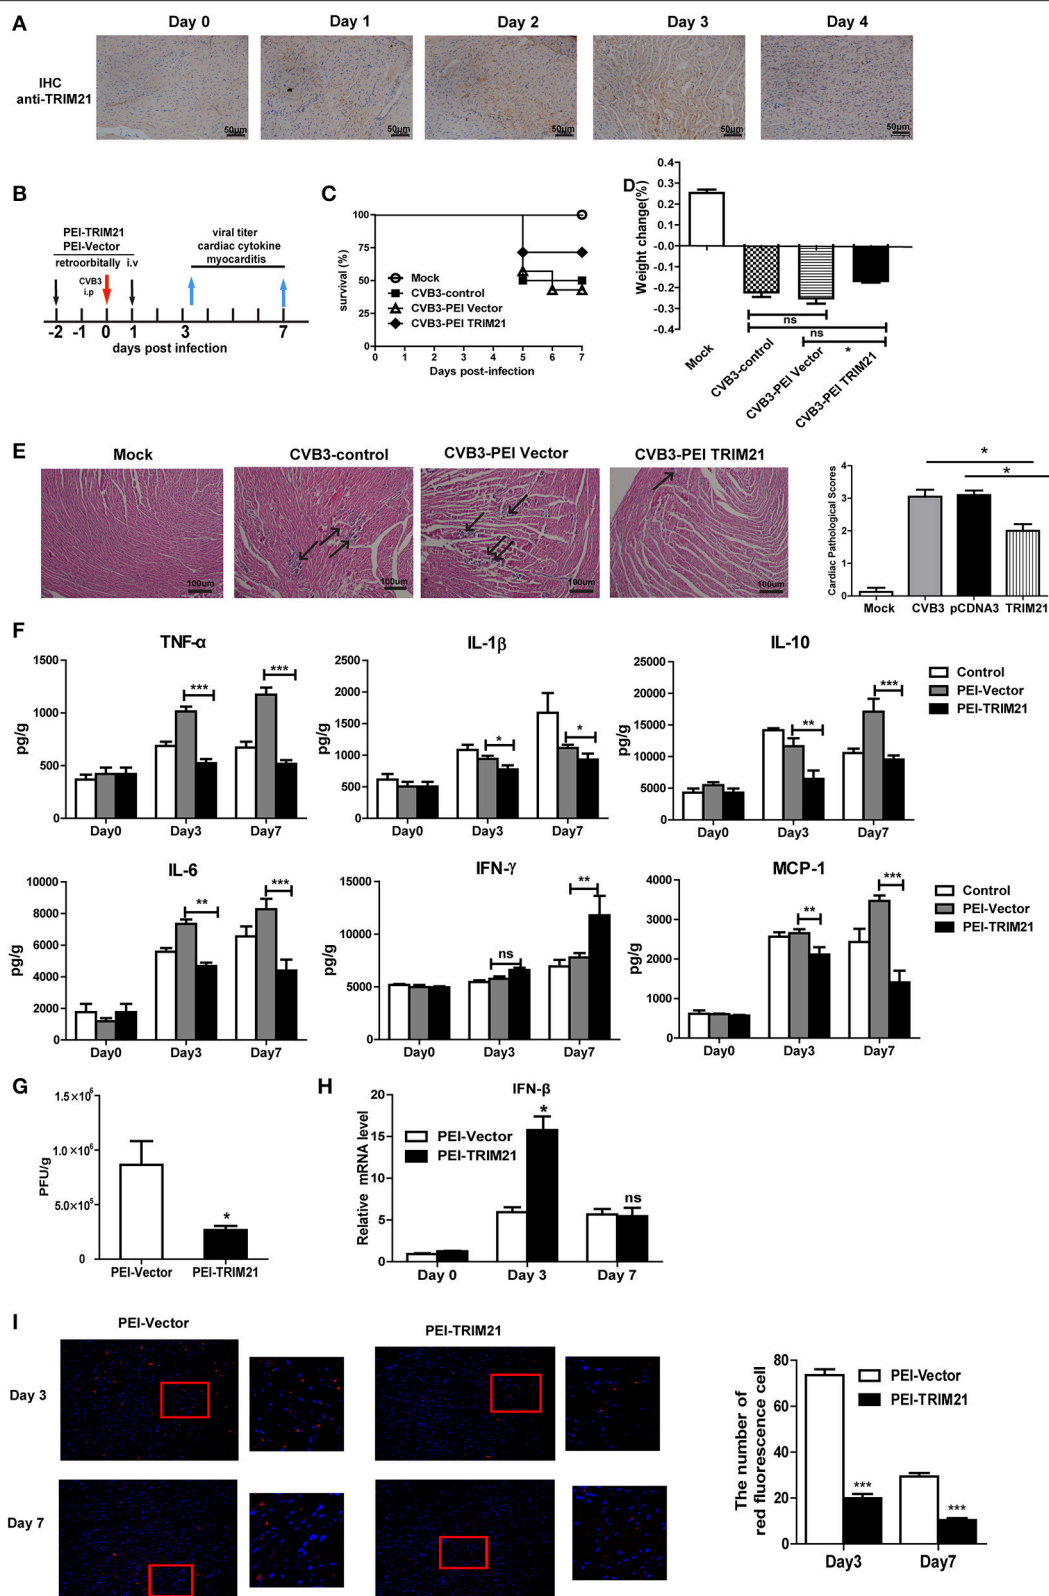 A
Day 0 Day 1 Day 2 Day 3 Day 4
IHC
anti-TRIM21
50μm 50μm 50μm 50μm 50μm
B
PEI-TRIM21
PEI-Vector
retroorbitally i.v
CVB3
i.p
viral titer
cardiac cytokine
myocarditis
-2 -1 0 1 3 7
days post infection
C
survival (%)
100
75
50
25
0
0 1 2 3 4 5 6 7
Days post-infection
Mock
CVB3-control
CVB3-PEI Vector
CVB3-PEI TRIM21
D
Weight change(%)
0.4
0.3
0.2
0.1
-0.0
-0.1
-0.2
-0.3
-0.4
ns
ns
*
Mock
CVB3-control
CVB3-PEI Vector
CVB3-PEI TRIM21
E
Mock CVB3-control CVB3-PEI Vector CVB3-PEI TRIM21
100um 100um 100um 100um
Cardiac Pathological Scores
4
3
2
1
0
*
*
Mock CVB3 pCDNA3 TRIM21
F
TNF-α
pg/g
1500
1000
500
0
*** ***
Day0 Day3 Day7
IL-1β
pg/g
2500
2000
1500
1000
500
0
* *
Day0 Day3 Day7
IL-10
pg/g
25000
20000
15000
10000
5000
0
** ***
Day0 Day3 Day7
Control
PEI-Vector
PEI-TRIM21
IL-6
pg/g
10000
8000
6000
4000
2000
0
** ***
Day0 Day3 Day7
IFN-γ
pg/g
15000
10000
5000
0
ns **
Day0 Day3 Day7
MCP-1
pg/g
4000
3000
2000
1000
0
** ***
Day0 Day3 Day7
Control
PEI-Vector
PEI-TRIM21
G
PFU/g
1.5×10⁶
1.0×10⁶
5.0×10⁵
0
*
PEI-Vector PEI-TRIM21
H
IFN-β
Relative mRNA level
20
15
10
5
0
PEI-Vector
PEI-TRIM21
* ns
Day 0 Day 3 Day 7
I
PEI-Vector PEI-TRIM21
Day 3
Day 7
The number of
red fluorescence cell
80
60
40
20
0
PEI-Vector
PEI-TRIM21
*** ***
Day3 Day7